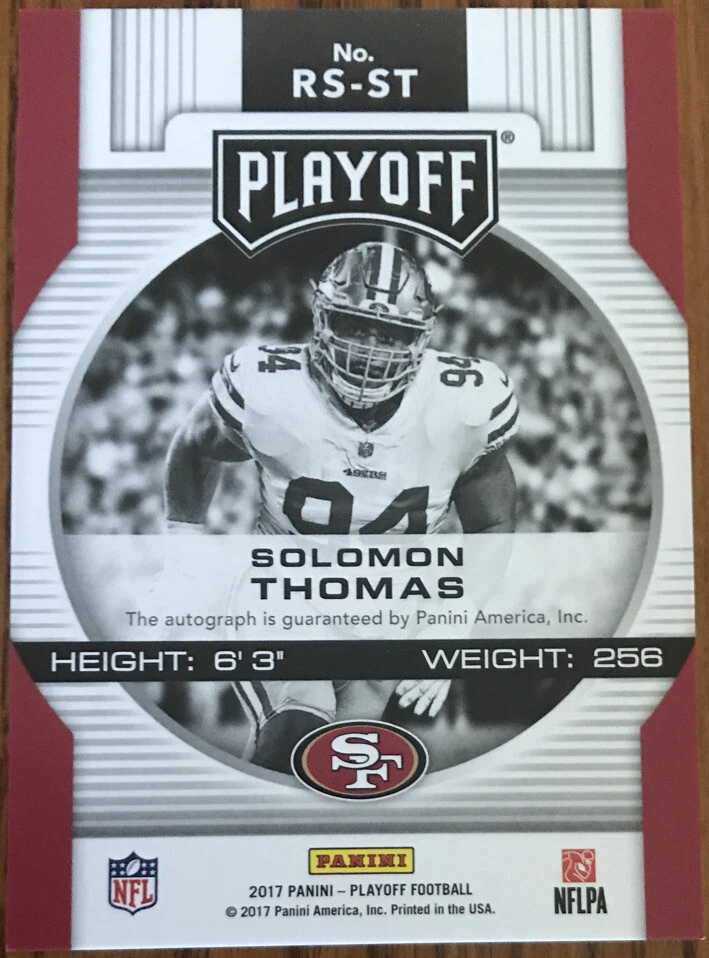 No.
RS-ST
PLAYOFF®
94 94
49ERS
94
SOLOMON
THOMAS
The autograph is guaranteed by Panini America, Inc.
HEIGHT: 6' 3" WEIGHT: 256
SF
PANINI
NFL
2017 PANINI – PLAYOFF FOOTBALL
© 2017 Panini America, Inc. Printed in the USA.
NFLPA